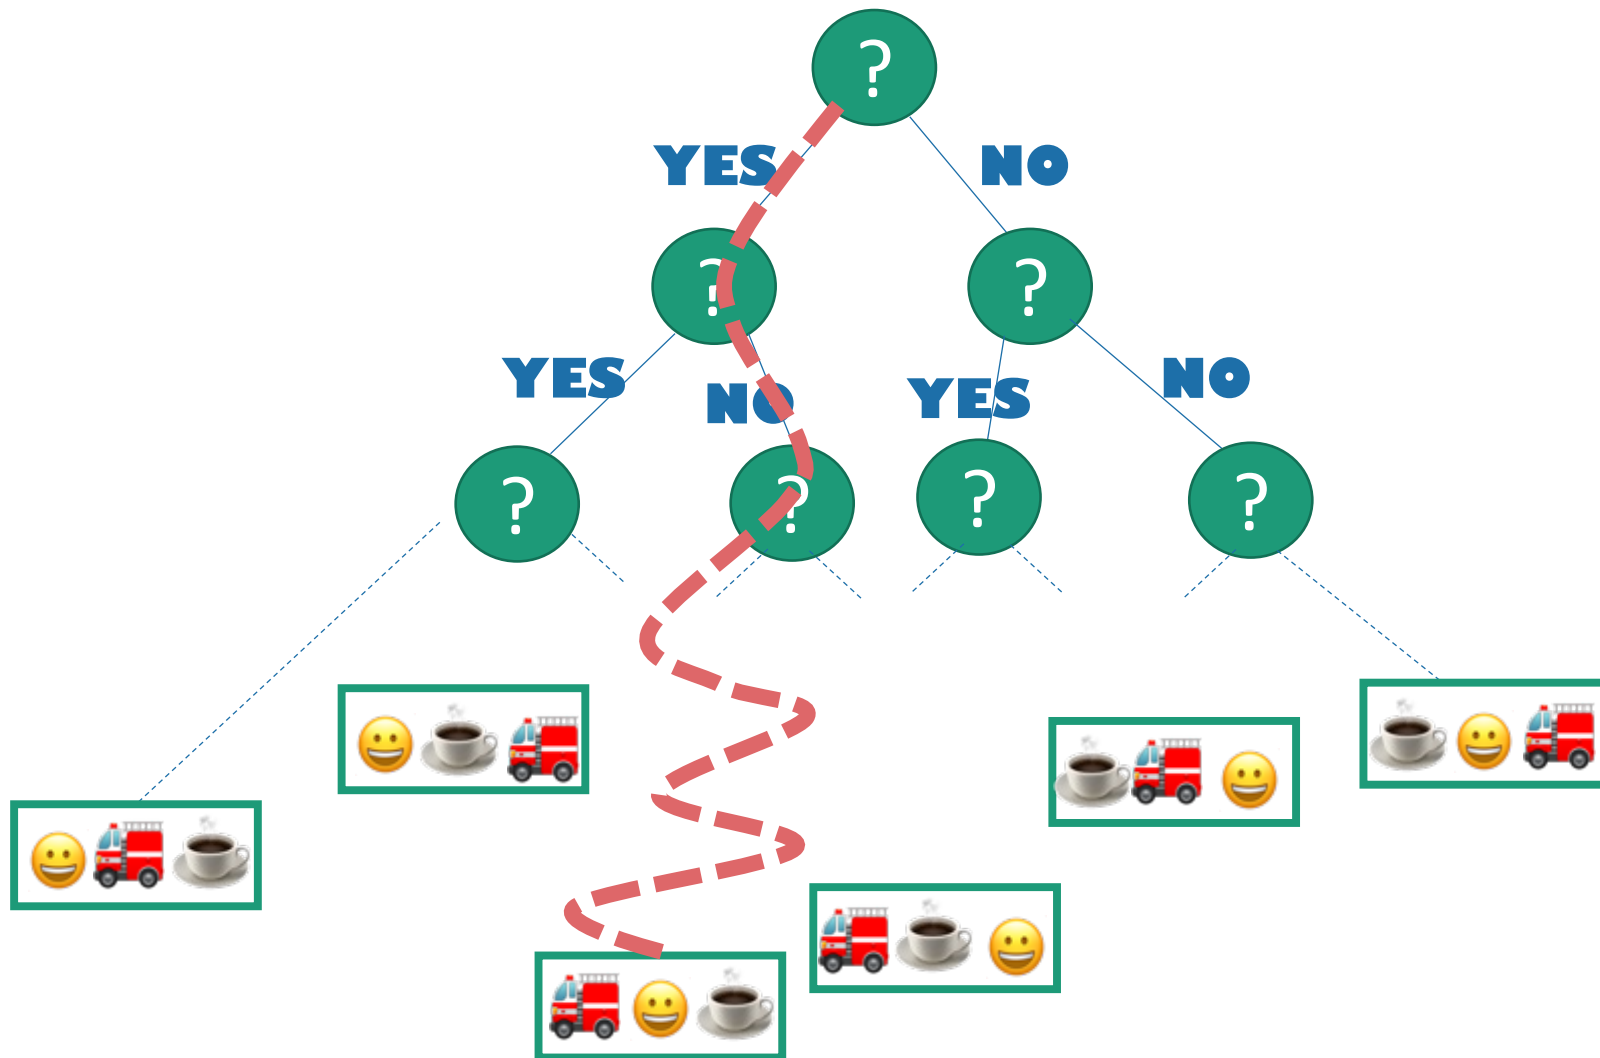 ?
YES NO
? ?
YES NO YES NO
? ? ? ?